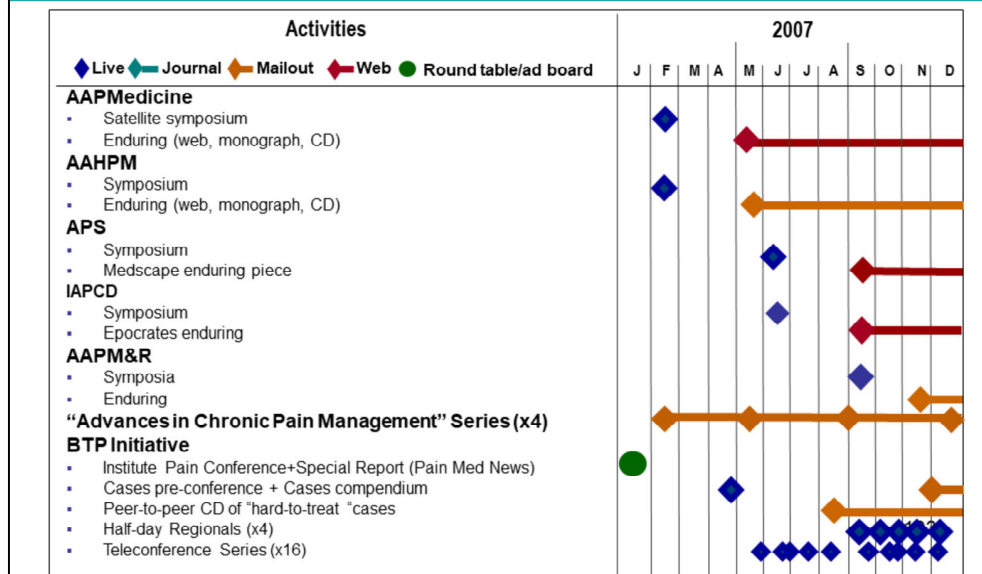 Activities 2007
Live Journal Mailout Web Round table/ad board J F M A M J J A S O N D
AAPMedicine
▪ Satellite symposium
▪ Enduring (web, monograph, CD)
AAHPM
▪ Symposium
▪ Enduring (web, monograph, CD)
APS
▪ Symposium
▪ Medscape enduring piece
IAPCD
▪ Symposium
▪ Epocrates enduring
AAPM&R
▪ Symposia
▪ Enduring
“Advances in Chronic Pain Management” Series (x4)
BTP Initiative
▪ Institute Pain Conference+Special Report (Pain Med News)
▪ Cases pre-conference + Cases compendium
▪ Peer-to-peer CD of “hard-to-treat “cases
▪ Half-day Regionals (x4)
▪ Teleconference Series (x16)